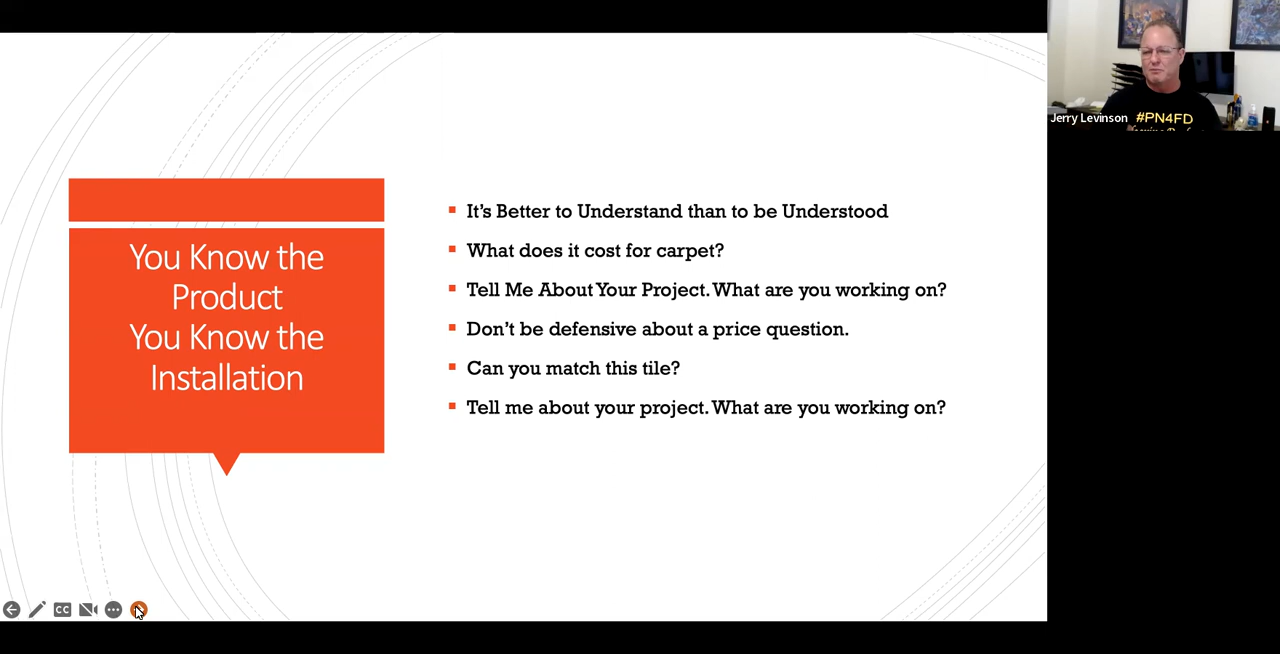 You Know the
Product
You Know the
Installation
It's Better to Understand than to be Understood
What does it cost for carpet?
Tell Me About Your Project. What are you working on?
Don't be defensive about a price question.
Can you match this tile?
Tell me about your project. What are you working on?
Jerry Levinson
#PN4FD
CC